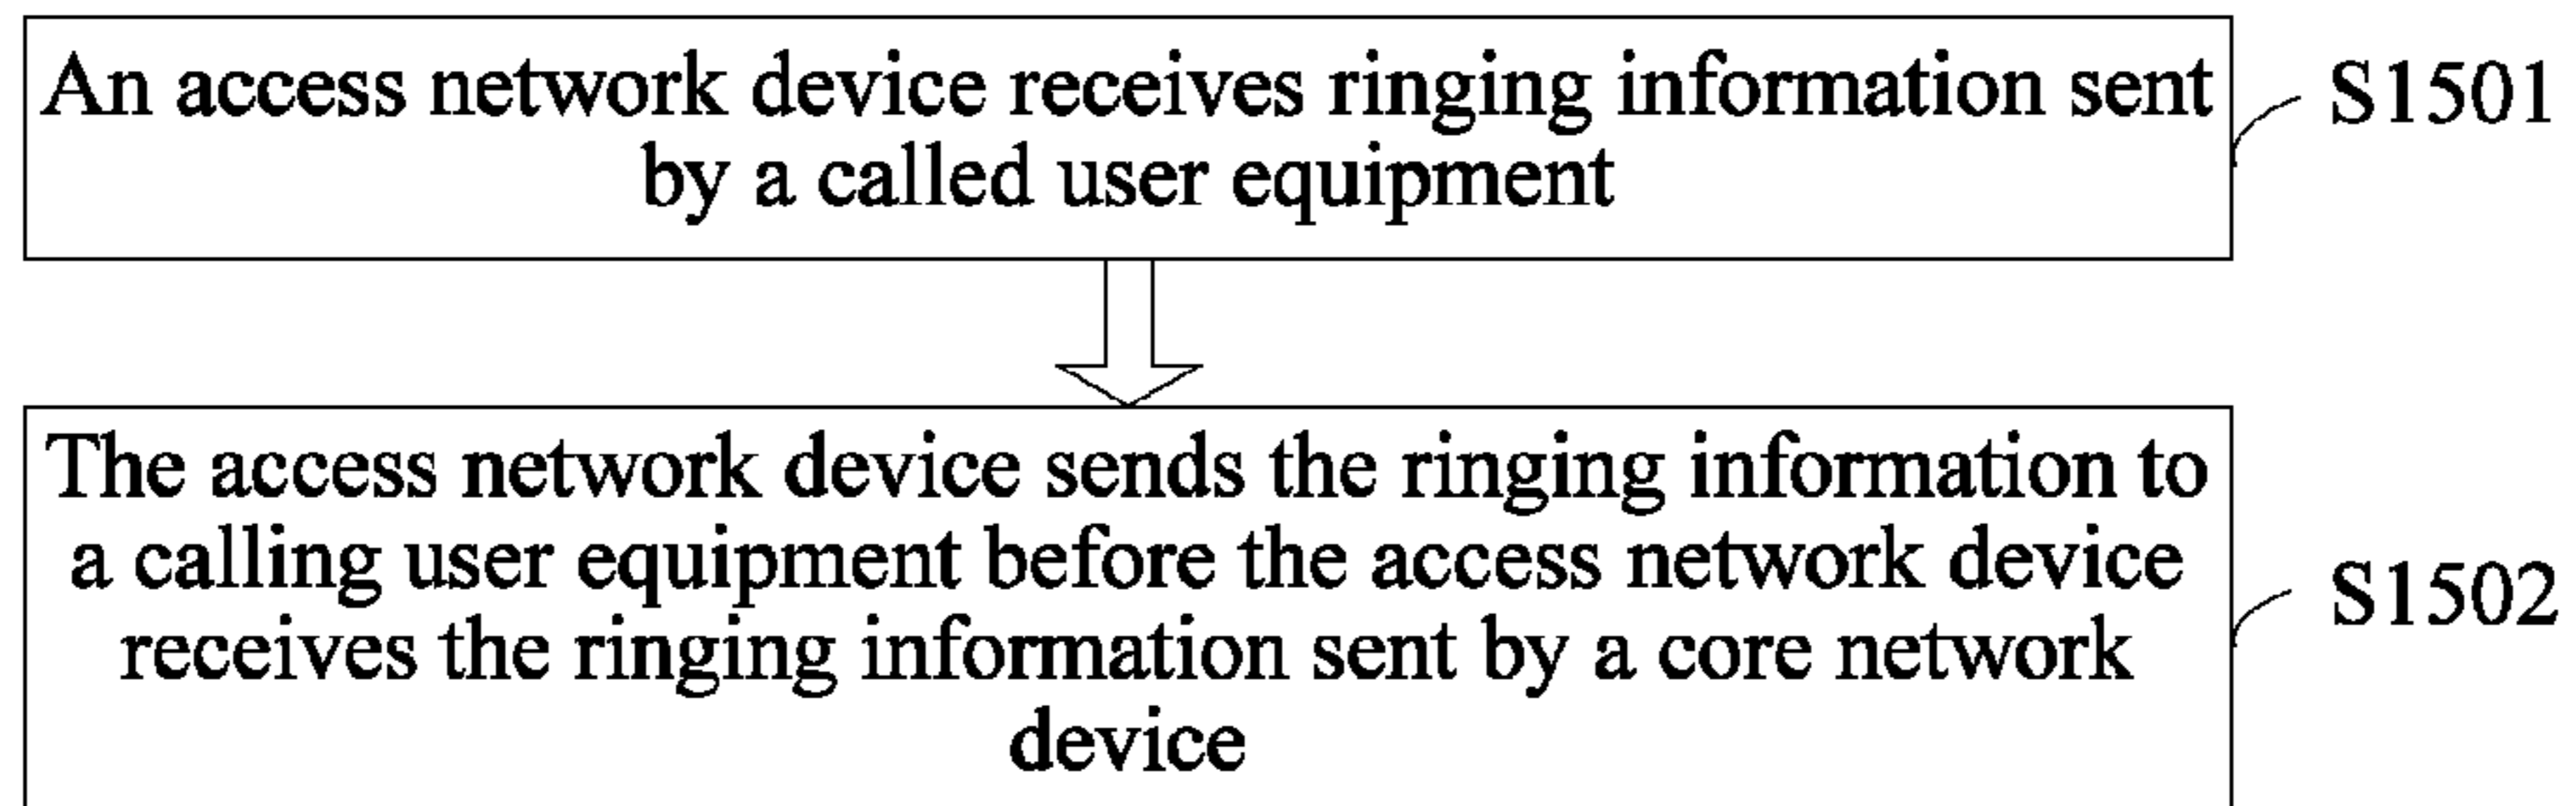 An access network device receives ringing information sent
by a called user equipment
S1501
The access network device sends the ringing information to
a calling user equipment before the access network device
receives the ringing information sent by a core network
device
S1502